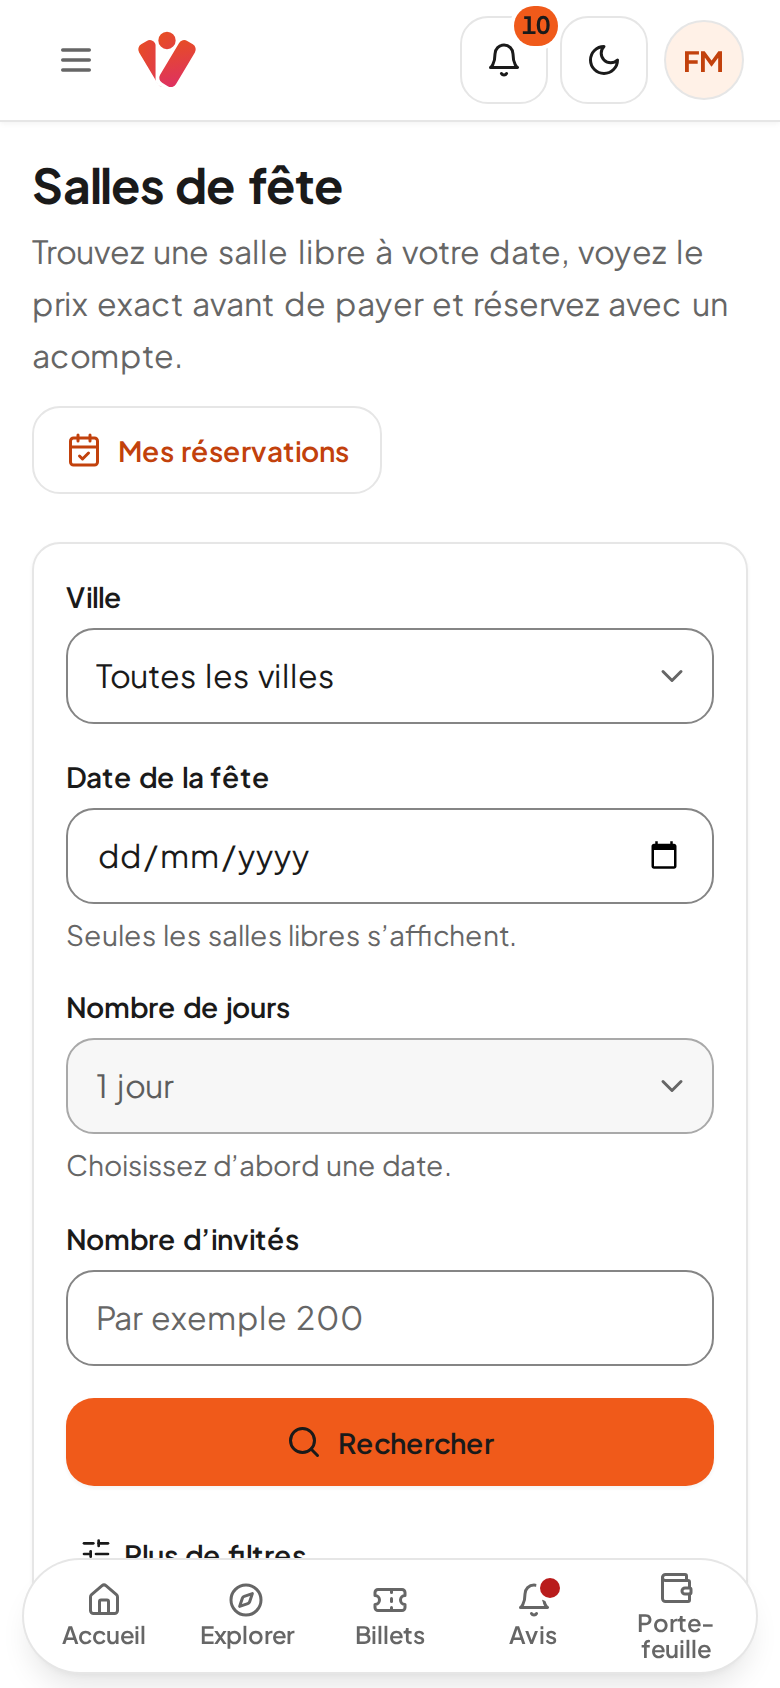 10
FM
Salles de fête
Trouvez une salle libre à votre date, voyez le
prix exact avant de payer et réservez avec un
acompte.
Mes réservations
Ville
Toutes les villes
Date de la fête
dd/mm/yyyy
Seules les salles libres s’affichent.
Nombre de jours
1 jour
Choisissez d’abord une date.
Nombre d’invités
Par exemple 200
Rechercher
Plus de filtres
Accueil
Explorer
Billets
Avis
Porte-
feuille